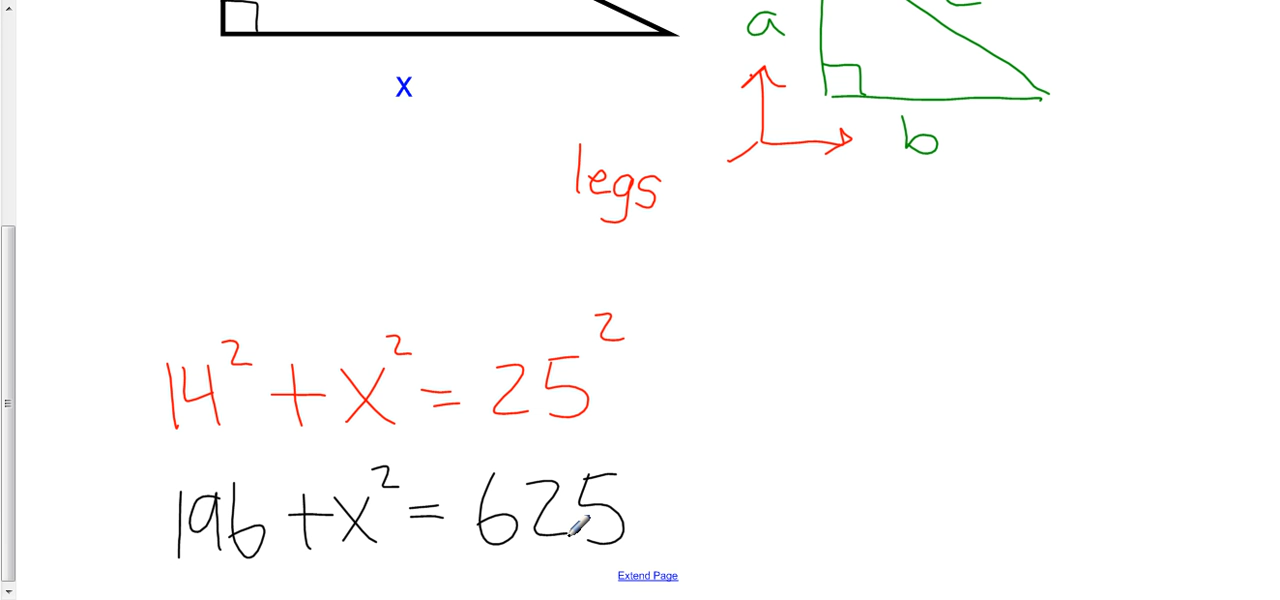 a
x
b
legs
14² + x² = 25²
196 + x² = 625
Extend Page